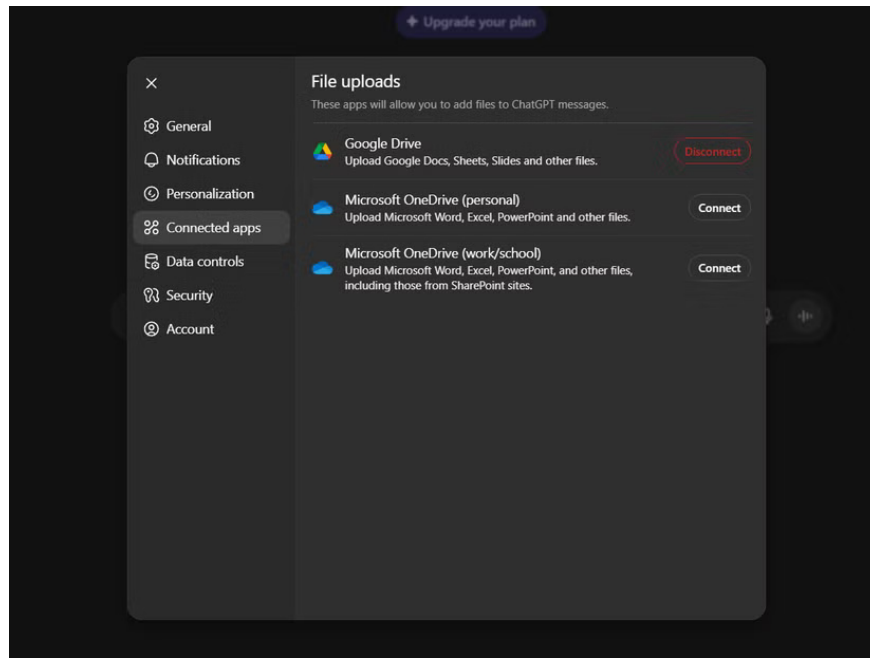 Upgrade your plan
File uploads
These apps will allow you to add files to ChatGPT messages.
General
Notifications
Personalization
Connected apps
Data controls
Security
Account
Google Drive
Upload Google Docs, Sheets, Slides and other files.
Disconnect
Microsoft OneDrive (personal)
Upload Microsoft Word, Excel, PowerPoint and other files.
Connect
Microsoft OneDrive (work/school)
Upload Microsoft Word, Excel, PowerPoint, and other files,
including those from SharePoint sites.
Connect